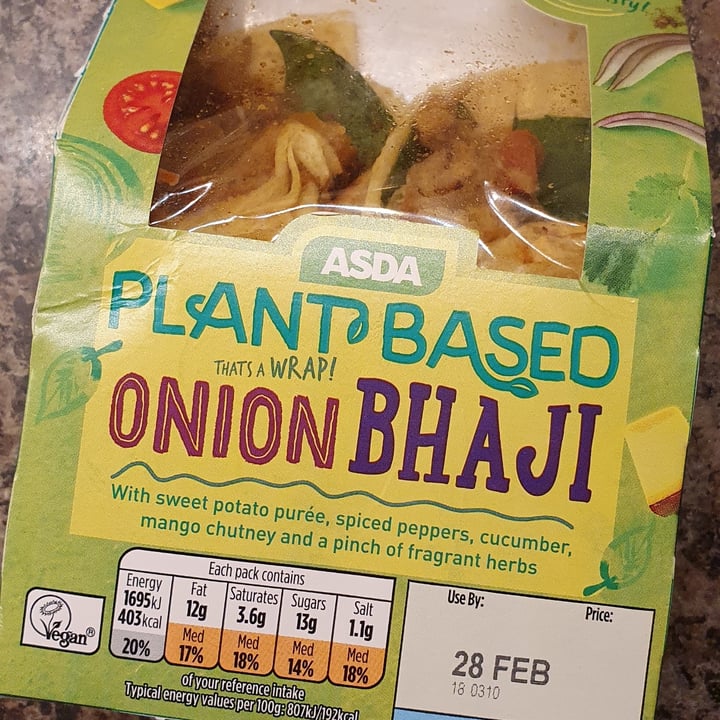 ASDA
PLANT BASED
THAT'S A WRAP!
ONION BHAJI
With sweet potato purée, spiced peppers, cucumber,
mango chutney and a pinch of fragrant herbs
Each pack contains
Energy 1695kJ 403kcal 20%
Fat 12g Med 17%
Saturates 3.6g Med 18%
Sugars 13g Med 14%
Salt 1.1g Med 18%
of your reference intake
Typical energy values per 100g: 807kJ/192kcal
Vegan®
Use By:
Price:
28 FEB
18 0310